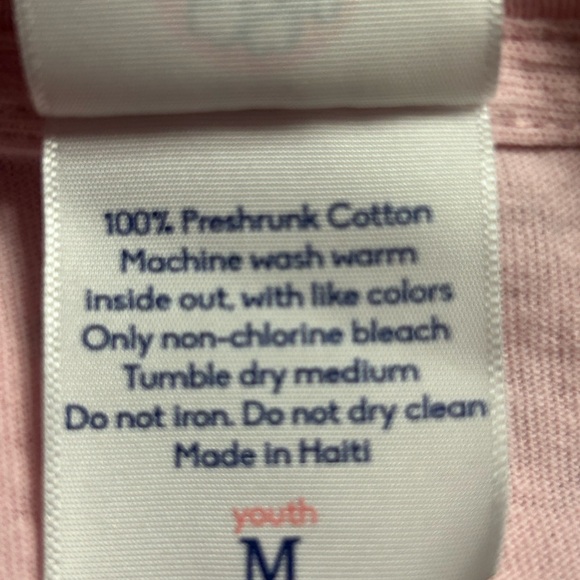 100% Preshrunk Cotton
Machine wash warm
inside out, with like colors
Only non-chlorine bleach
Tumble dry medium
Do not iron. Do not dry clean
Made in Haiti
youth
M